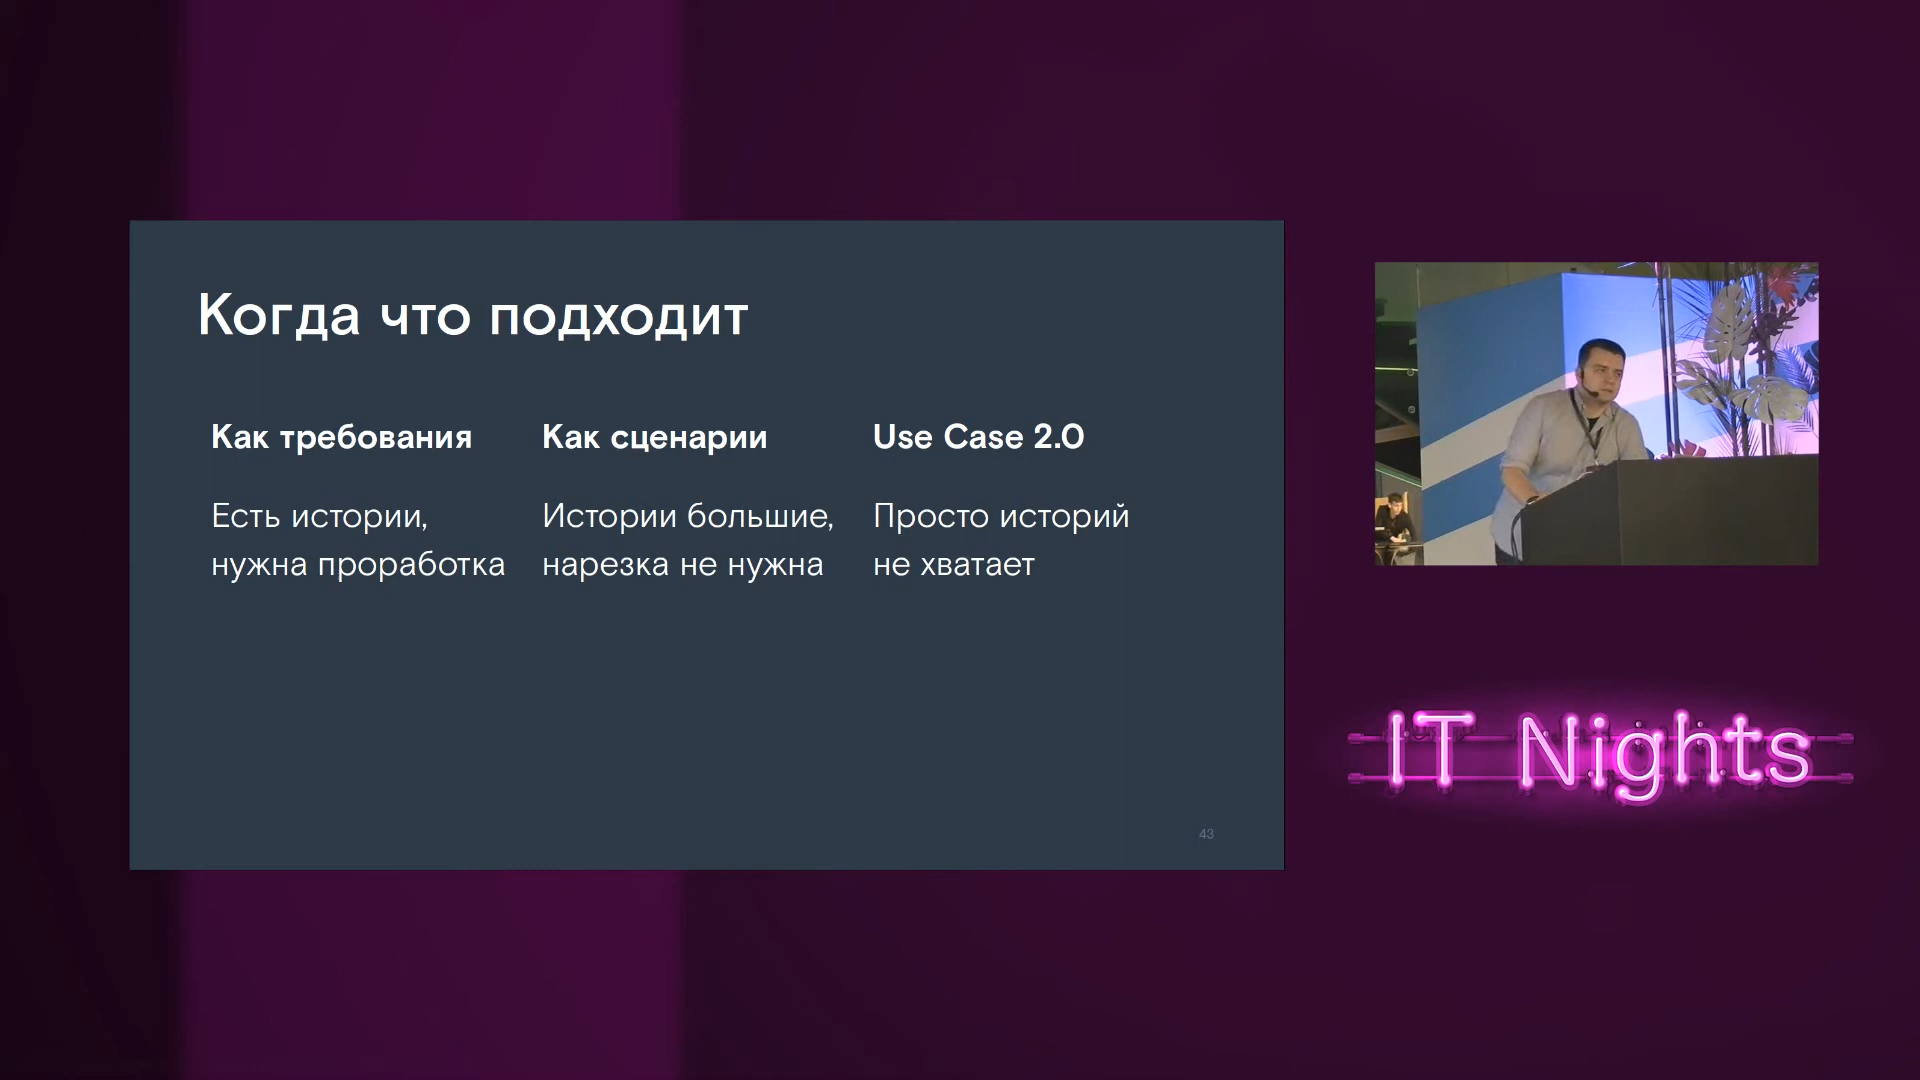 Когда что подходит
Как требования
Есть истории,
нужна проработка
Как сценарии
Истории большие,
нарезка не нужна
Use Case 2.0
Просто историй
не хватает
43
IT Nights